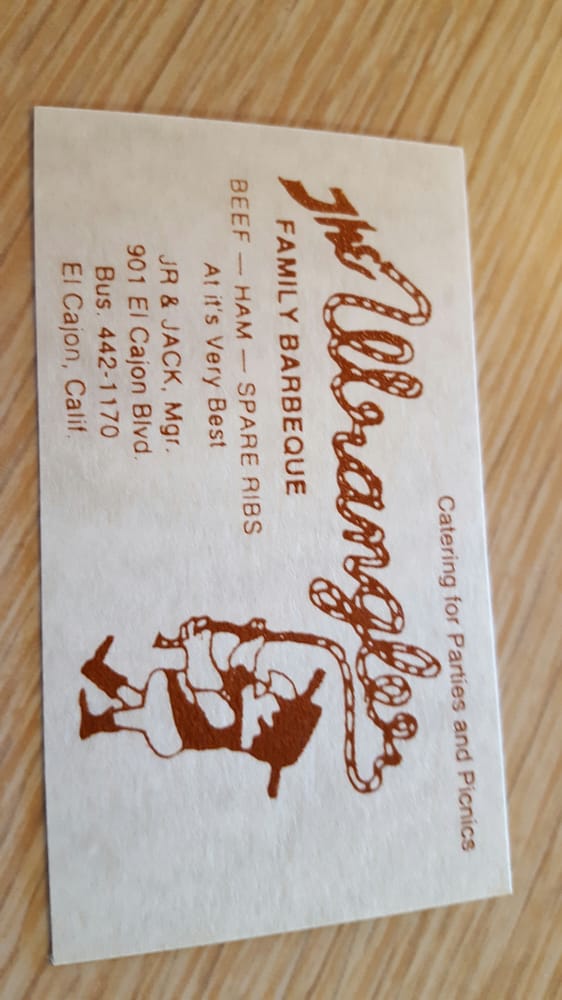 Catering for Parties and Picnics
The Wrangler
FAMILY BARBEQUE
BEEF — HAM — SPARE RIBS
At it's Very Best
JR & JACK, Mgr.
901 El Cajon Blvd.
Bus. 442-1170
El Cajon, Calif.